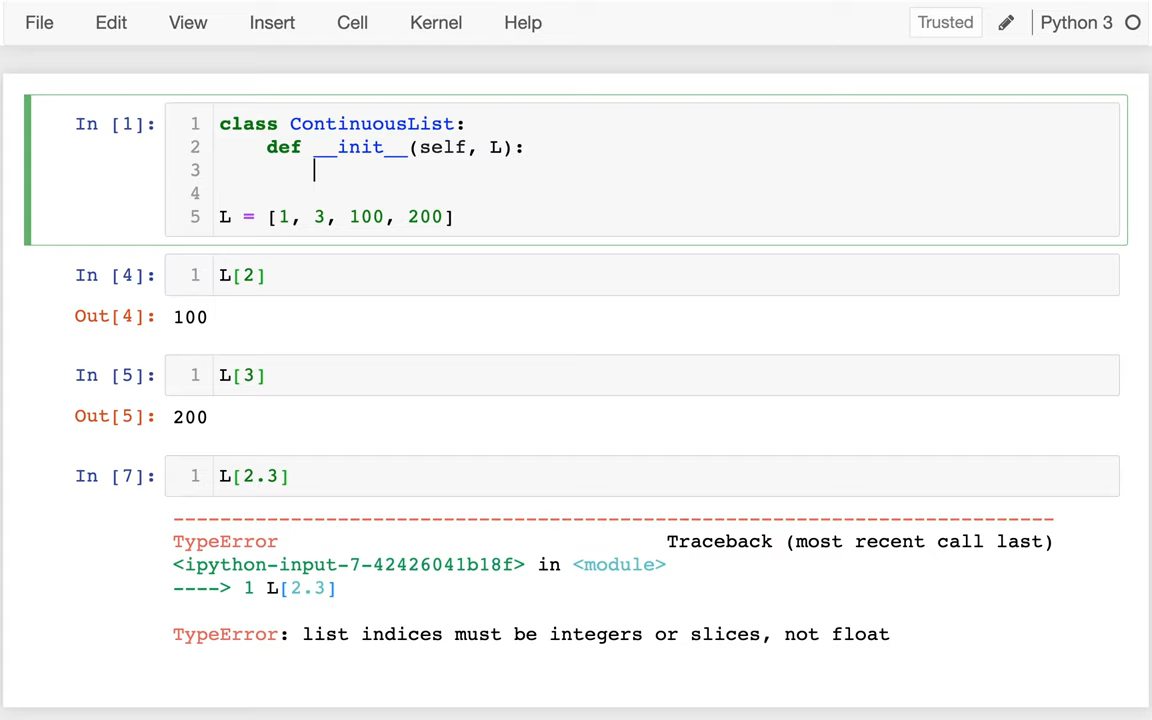 File Edit View Insert Cell Kernel Help Trusted Python 3
In [1]:
1 class ContinuousList:
2     def __init__(self, L):
3
4
5 L = [1, 3, 100, 200]
In [4]: 1 L[2]
Out[4]: 100
In [5]: 1 L[3]
Out[5]: 200
In [7]: 1 L[2.3]
---------------------------------------------------------------------------
TypeError Traceback (most recent call last)
<ipython-input-7-42426041b18f> in <module>
----> 1 L[2.3]
TypeError: list indices must be integers or slices, not float